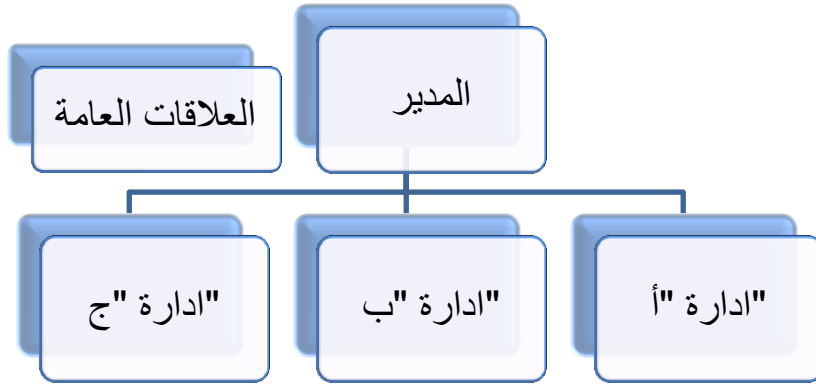 المدير
العلاقات العامة
ادارة "أ"
ادارة "ب"
ادارة "ج"